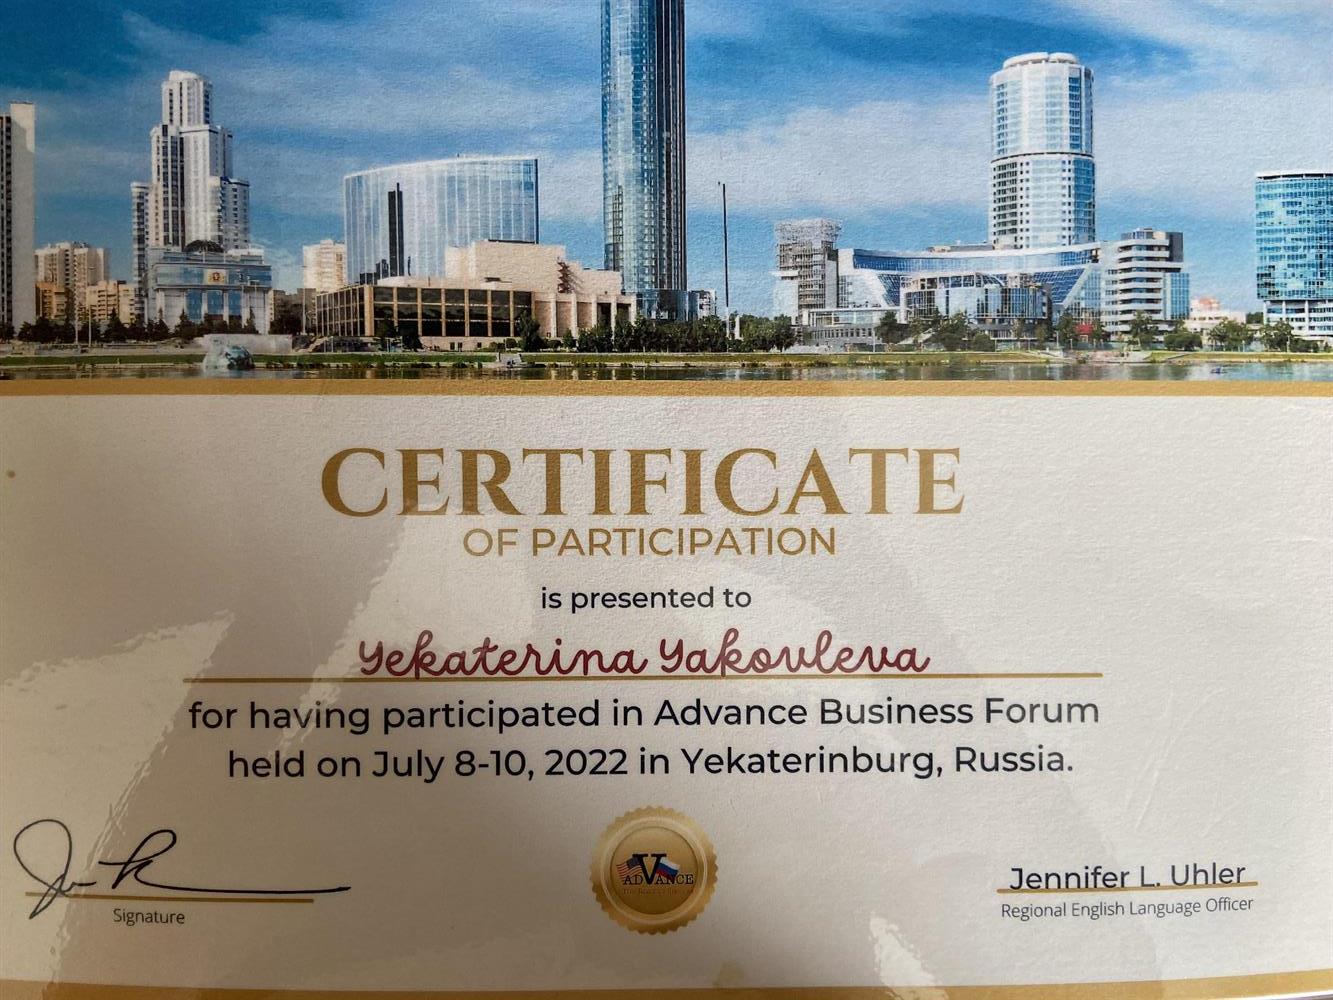 CERTIFICATE
OF PARTICIPATION
is presented to
Yekaterina Yakovleva
for having participated in Advance Business Forum
held on July 8-10, 2022 in Yekaterinburg, Russia.
Signature
ADVANCE
Jennifer L. Uhler
Regional English Language Officer